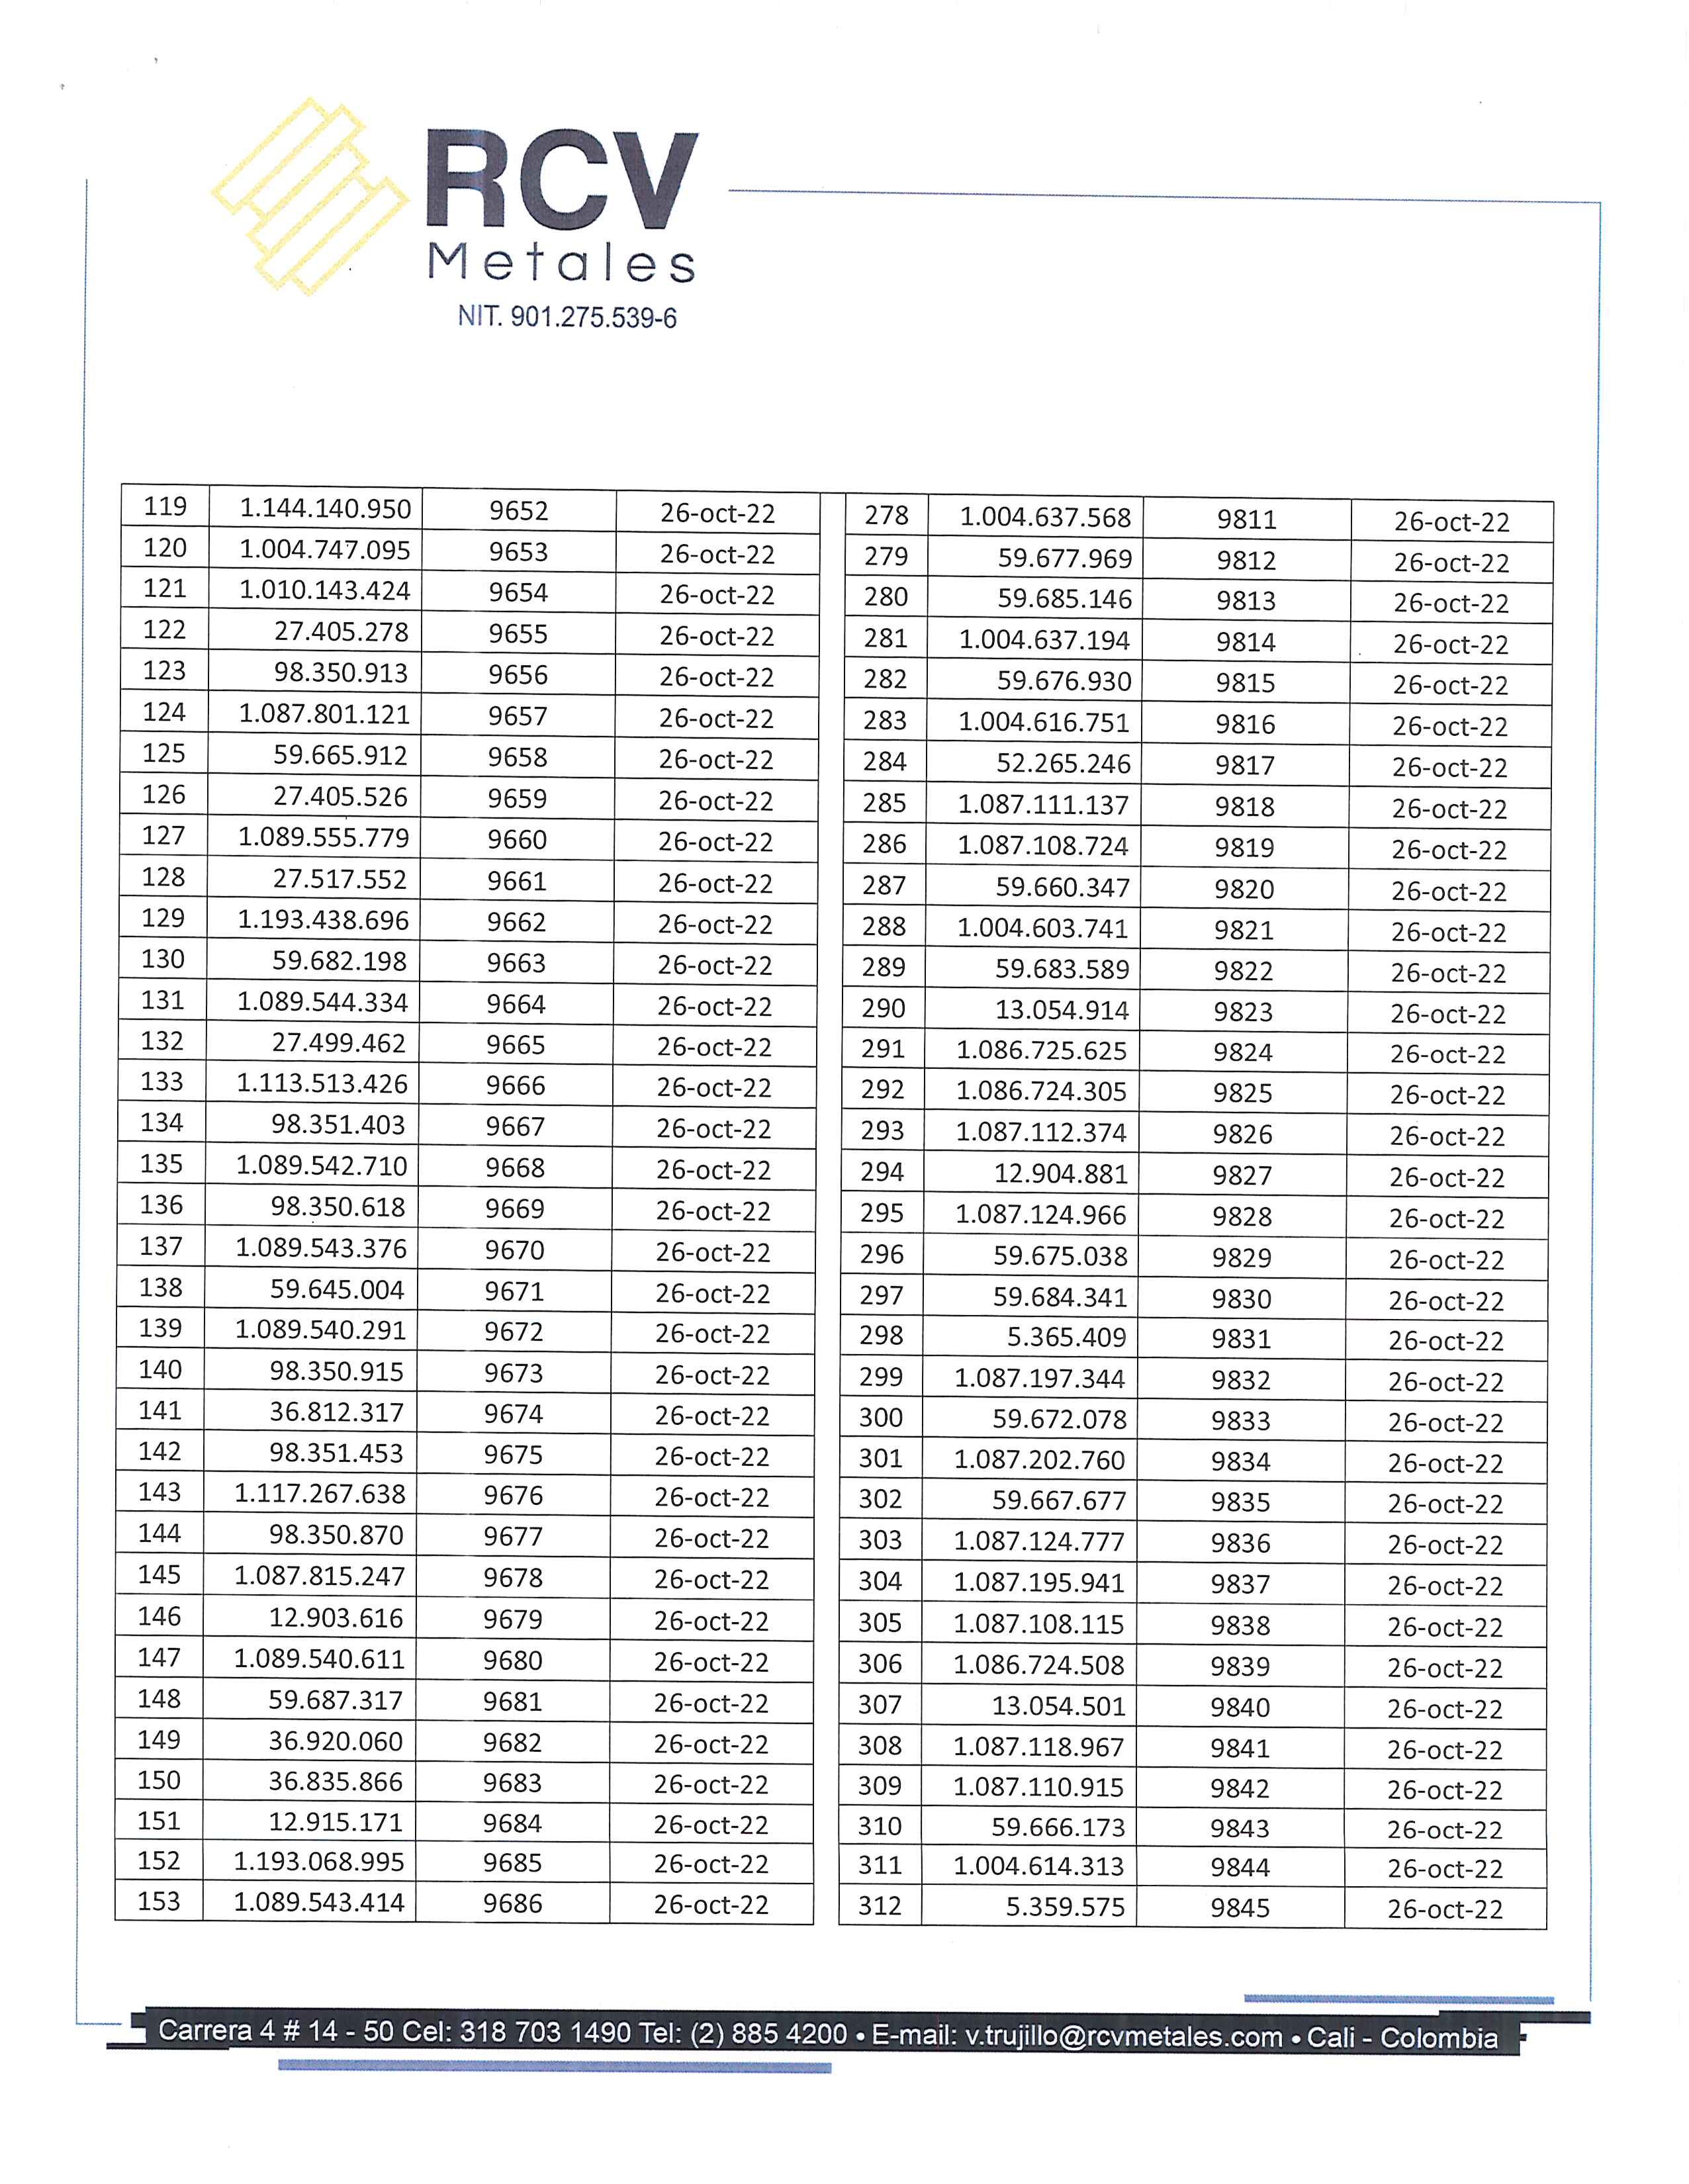 RCV
Metales
NIT. 901.275.539-6
119 1.144.140.950 9652 26-oct-22 278 1.004.637.568 9811 26-oct-22
120 1.004.747.095 9653 26-oct-22 279 59.677.969 9812 26-oct-22
121 1.010.143.424 9654 26-oct-22 280 59.685.146 9813 26-oct-22
122 27.405.278 9655 26-oct-22 281 1.004.637.194 9814 26-oct-22
123 98.350.913 9656 26-oct-22 282 59.676.930 9815 26-oct-22
124 1.087.801.121 9657 26-oct-22 283 1.004.616.751 9816 26-oct-22
125 59.665.912 9658 26-oct-22 284 52.265.246 9817 26-oct-22
126 27.405.526 9659 26-oct-22 285 1.087.111.137 9818 26-oct-22
127 1.089.555.779 9660 26-oct-22 286 1.087.108.724 9819 26-oct-22
128 27.517.552 9661 26-oct-22 287 59.660.347 9820 26-oct-22
129 1.193.438.696 9662 26-oct-22 288 1.004.603.741 9821 26-oct-22
130 59.682.198 9663 26-oct-22 289 59.683.589 9822 26-oct-22
131 1.089.544.334 9664 26-oct-22 290 13.054.914 9823 26-oct-22
132 27.499.462 9665 26-oct-22 291 1.086.725.625 9824 26-oct-22
133 1.113.513.426 9666 26-oct-22 292 1.086.724.305 9825 26-oct-22
134 98.351.403 9667 26-oct-22 293 1.087.112.374 9826 26-oct-22
135 1.089.542.710 9668 26-oct-22 294 12.904.881 9827 26-oct-22
136 98.350.618 9669 26-oct-22 295 1.087.124.966 9828 26-oct-22
137 1.089.543.376 9670 26-oct-22 296 59.675.038 9829 26-oct-22
138 59.645.004 9671 26-oct-22 297 59.684.341 9830 26-oct-22
139 1.089.540.291 9672 26-oct-22 298 5.365.409 9831 26-oct-22
140 98.350.915 9673 26-oct-22 299 1.087.197.344 9832 26-oct-22
141 36.812.317 9674 26-oct-22 300 59.672.078 9833 26-oct-22
142 98.351.453 9675 26-oct-22 301 1.087.202.760 9834 26-oct-22
143 1.117.267.638 9676 26-oct-22 302 59.667.677 9835 26-oct-22
144 98.350.870 9677 26-oct-22 303 1.087.124.777 9836 26-oct-22
145 1.087.815.247 9678 26-oct-22 304 1.087.195.941 9837 26-oct-22
146 12.903.616 9679 26-oct-22 305 1.087.108.115 9838 26-oct-22
147 1.089.540.611 9680 26-oct-22 306 1.086.724.508 9839 26-oct-22
148 59.687.317 9681 26-oct-22 307 13.054.501 9840 26-oct-22
149 36.920.060 9682 26-oct-22 308 1.087.118.967 9841 26-oct-22
150 36.835.866 9683 26-oct-22 309 1.087.110.915 9842 26-oct-22
151 12.915.171 9684 26-oct-22 310 59.666.173 9843 26-oct-22
152 1.193.068.995 9685 26-oct-22 311 1.004.614.313 9844 26-oct-22
153 1.089.543.414 9686 26-oct-22 312 5.359.575 9845 26-oct-22
Carrera 4 # 14 - 50 Cel: 318 703 1490 Tel: (2) 885 4200 • E-mail: v.trujillo@rcvmetales.com • Cali - Colombia